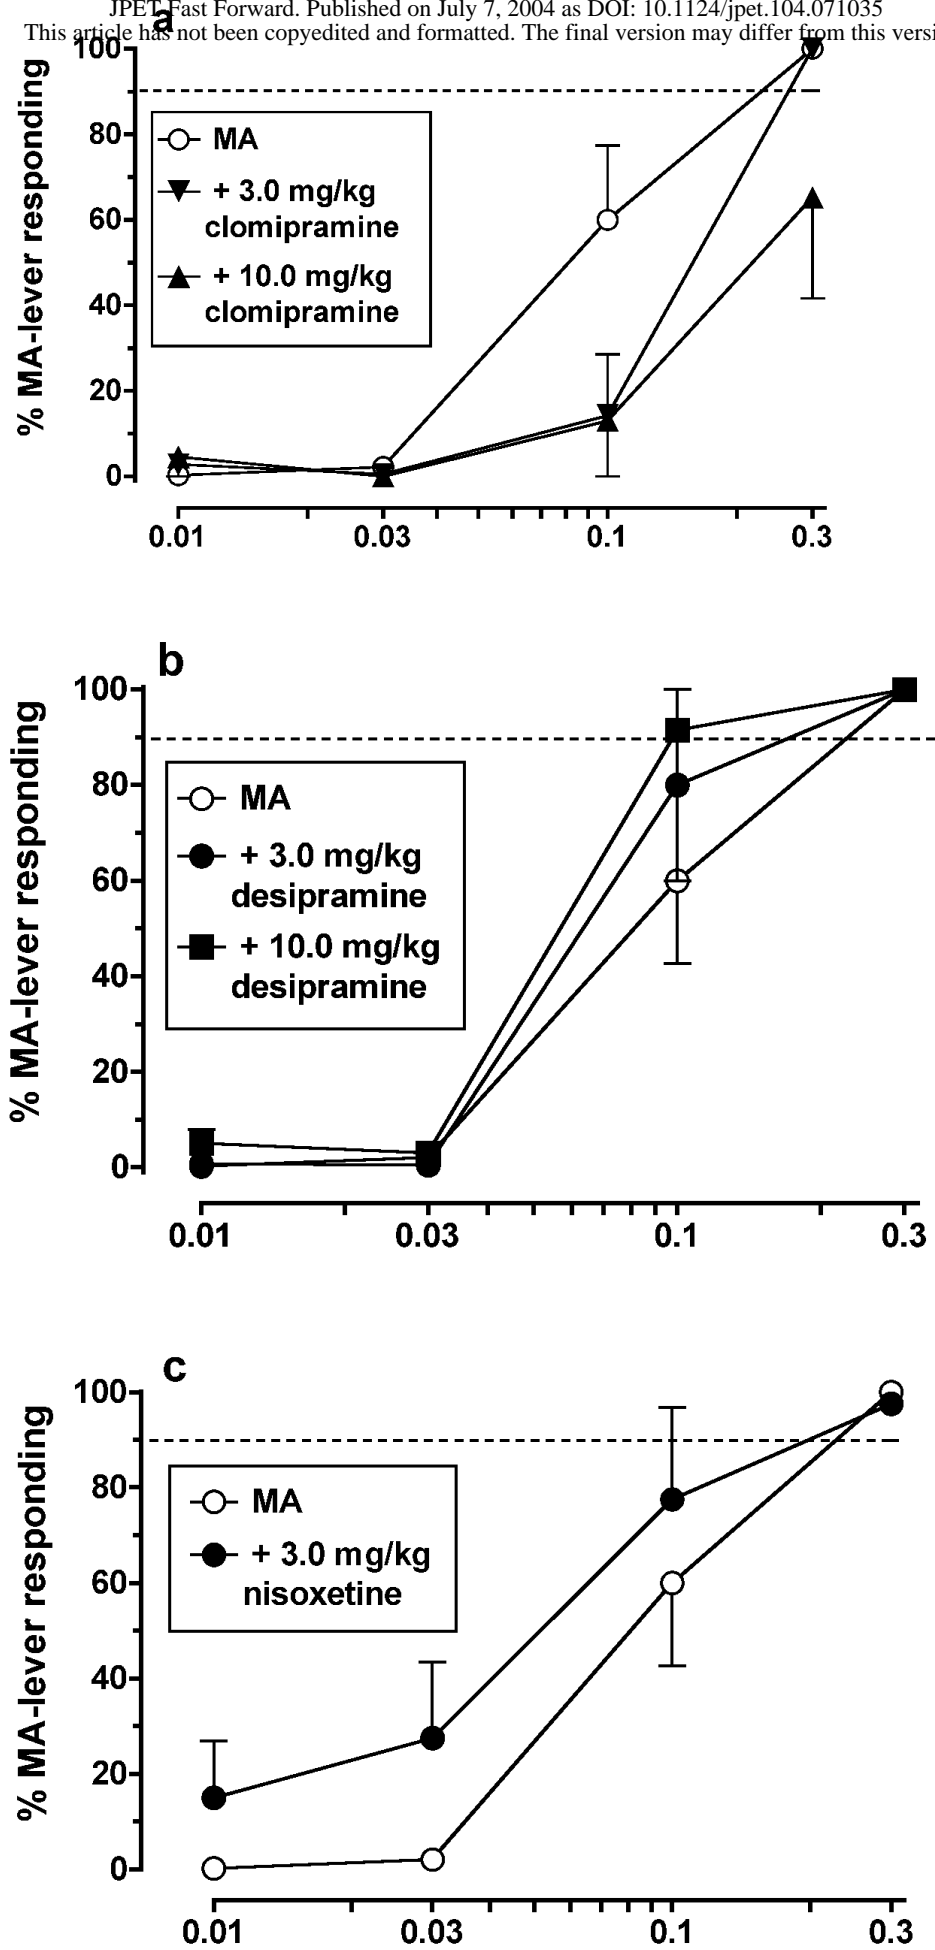 JPET Fast Forward. Published on July 7, 2004 as DOI: 10.1124/jpet.104.071035
This article has not been copyedited and formatted. The final version may differ from this versi
a
% MA-lever responding
100
80
60
40
20
0
MA
+ 3.0 mg/kg
clomipramine
+ 10.0 mg/kg
clomipramine
0.01 0.03 0.1 0.3
b
% MA-lever responding
100
80
60
40
20
0
MA
+ 3.0 mg/kg
desipramine
+ 10.0 mg/kg
desipramine
0.01 0.03 0.1 0.3
c
% MA-lever responding
100
80
60
40
20
0
MA
+ 3.0 mg/kg
nisoxetine
0.01 0.03 0.1 0.3